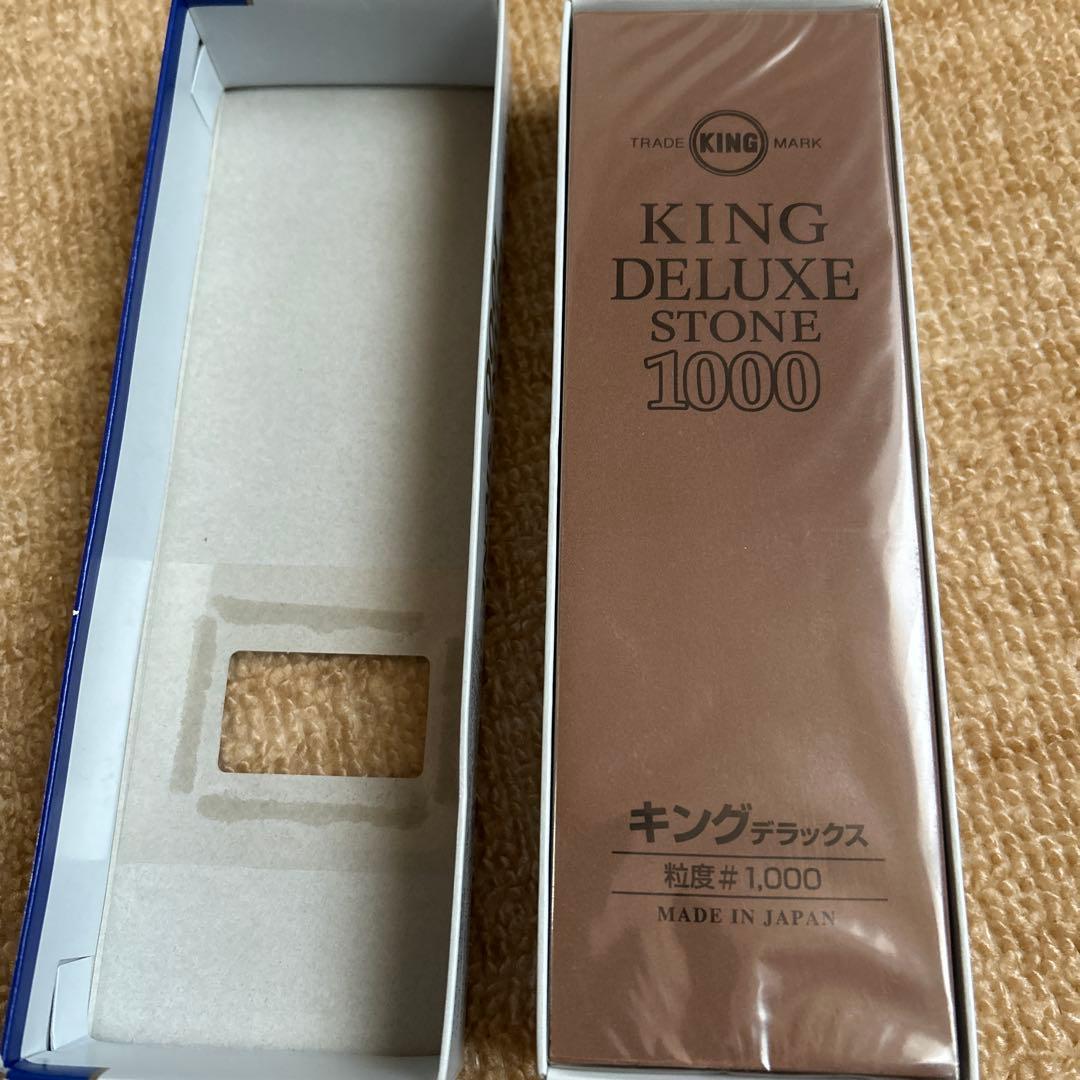 TRADE KING MARK
KING
DELUXE
STONE
1000
キングデラックス
粒度#1,000
MADE IN JAPAN